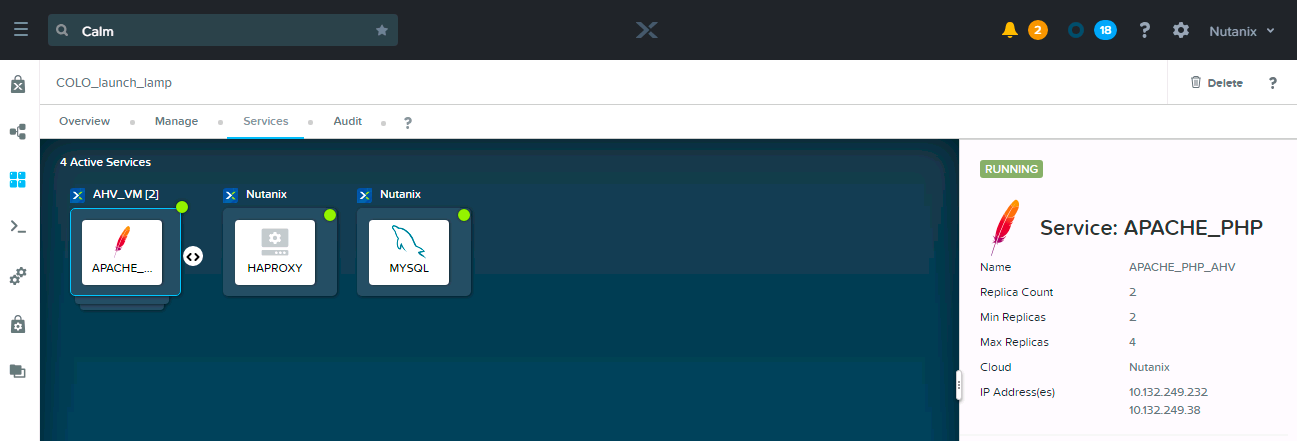 Calm
2
18
?
Nutanix
COLO_launch_lamp
Delete
?
Overview
Manage
Services
Audit
?
4 Active Services
AHV_VM [2]
Nutanix
Nutanix
APACHE_...
HAPROXY
MYSQL
RUNNING
Service: APACHE_PHP
Name APACHE_PHP_AHV
Replica Count 2
Min Replicas 2
Max Replicas 4
Cloud Nutanix
IP Address(es) 10.132.249.232
10.132.249.38